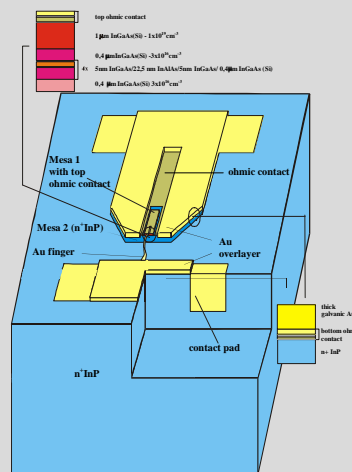 top ohmic contact
1 µm InGaAs(Si) - 1x10¹⁹cm⁻³
0,4 µm InGaAs(Si) -3x10¹⁶cm⁻³
4x
5nm InGaAs/22,5 nm InAlAs/5nm InGaAs/ 0,4µm InGaAs (Si)
0,4 µm InGaAs(Si) 3x10¹⁶cm⁻³
Mesa 1
with top
ohmic contact
ohmic contact
Mesa 2 (n⁺InP)
Au
overlayer
Au finger
thick
galvanic A
bottom ohm
contact
n+ InP
contact pad
n⁺InP